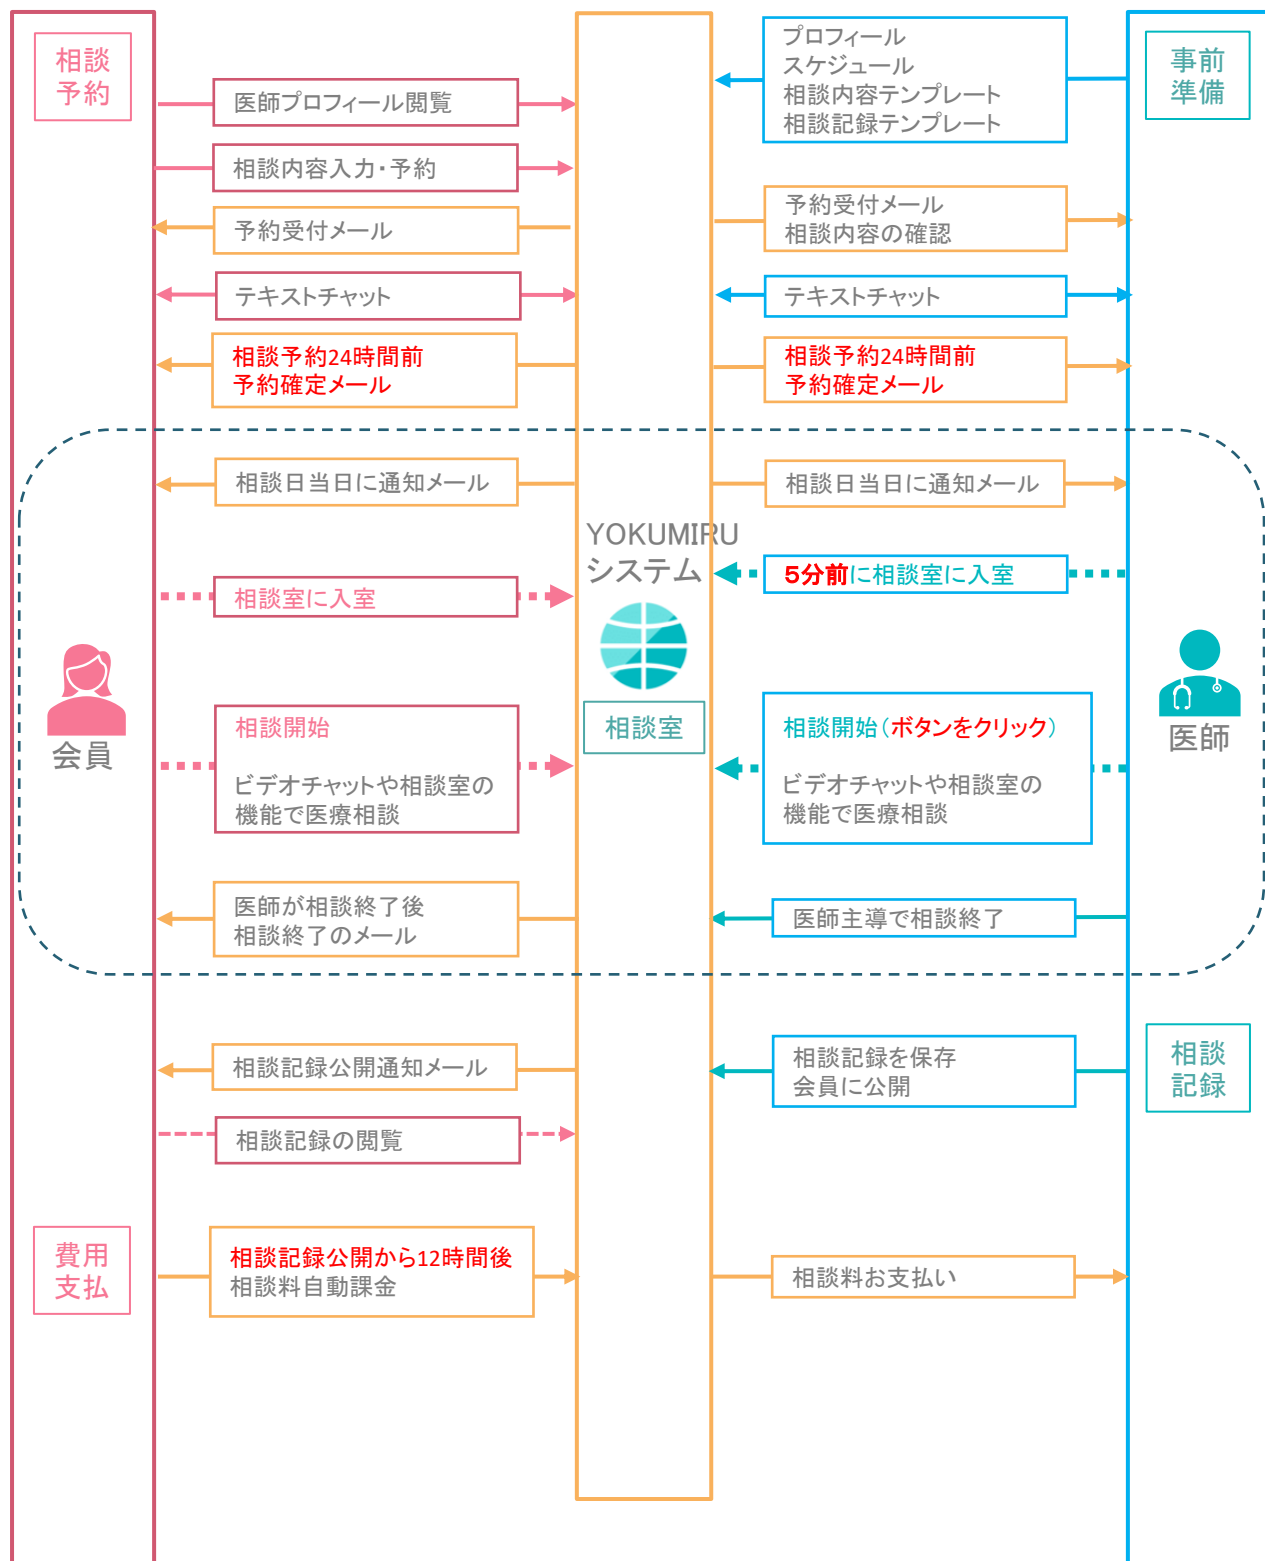 相談
予約
医師プロフィール閲覧
プロフィール
スケジュール
相談内容テンプレート
相談記録テンプレート
事前
準備
相談内容入力・予約
予約受付メール
予約受付メール
相談内容の確認
テキストチャット
テキストチャット
相談予約24時間前
予約確定メール
相談予約24時間前
予約確定メール
相談日当日に通知メール
相談日当日に通知メール
YOKUMIRU
システム
相談室に入室
5分前に相談室に入室
会員
相談開始
ビデオチャットや相談室の
機能で医療相談
相談室
相談開始（ボタンをクリック）
ビデオチャットや相談室の
機能で医療相談
医師
医師が相談終了後
相談終了のメール
医師主導で相談終了
相談記録公開通知メール
相談記録を保存
会員に公開
相談
記録
相談記録の閲覧
費用
支払
相談記録公開から12時間後
相談料自動課金
相談料お支払い